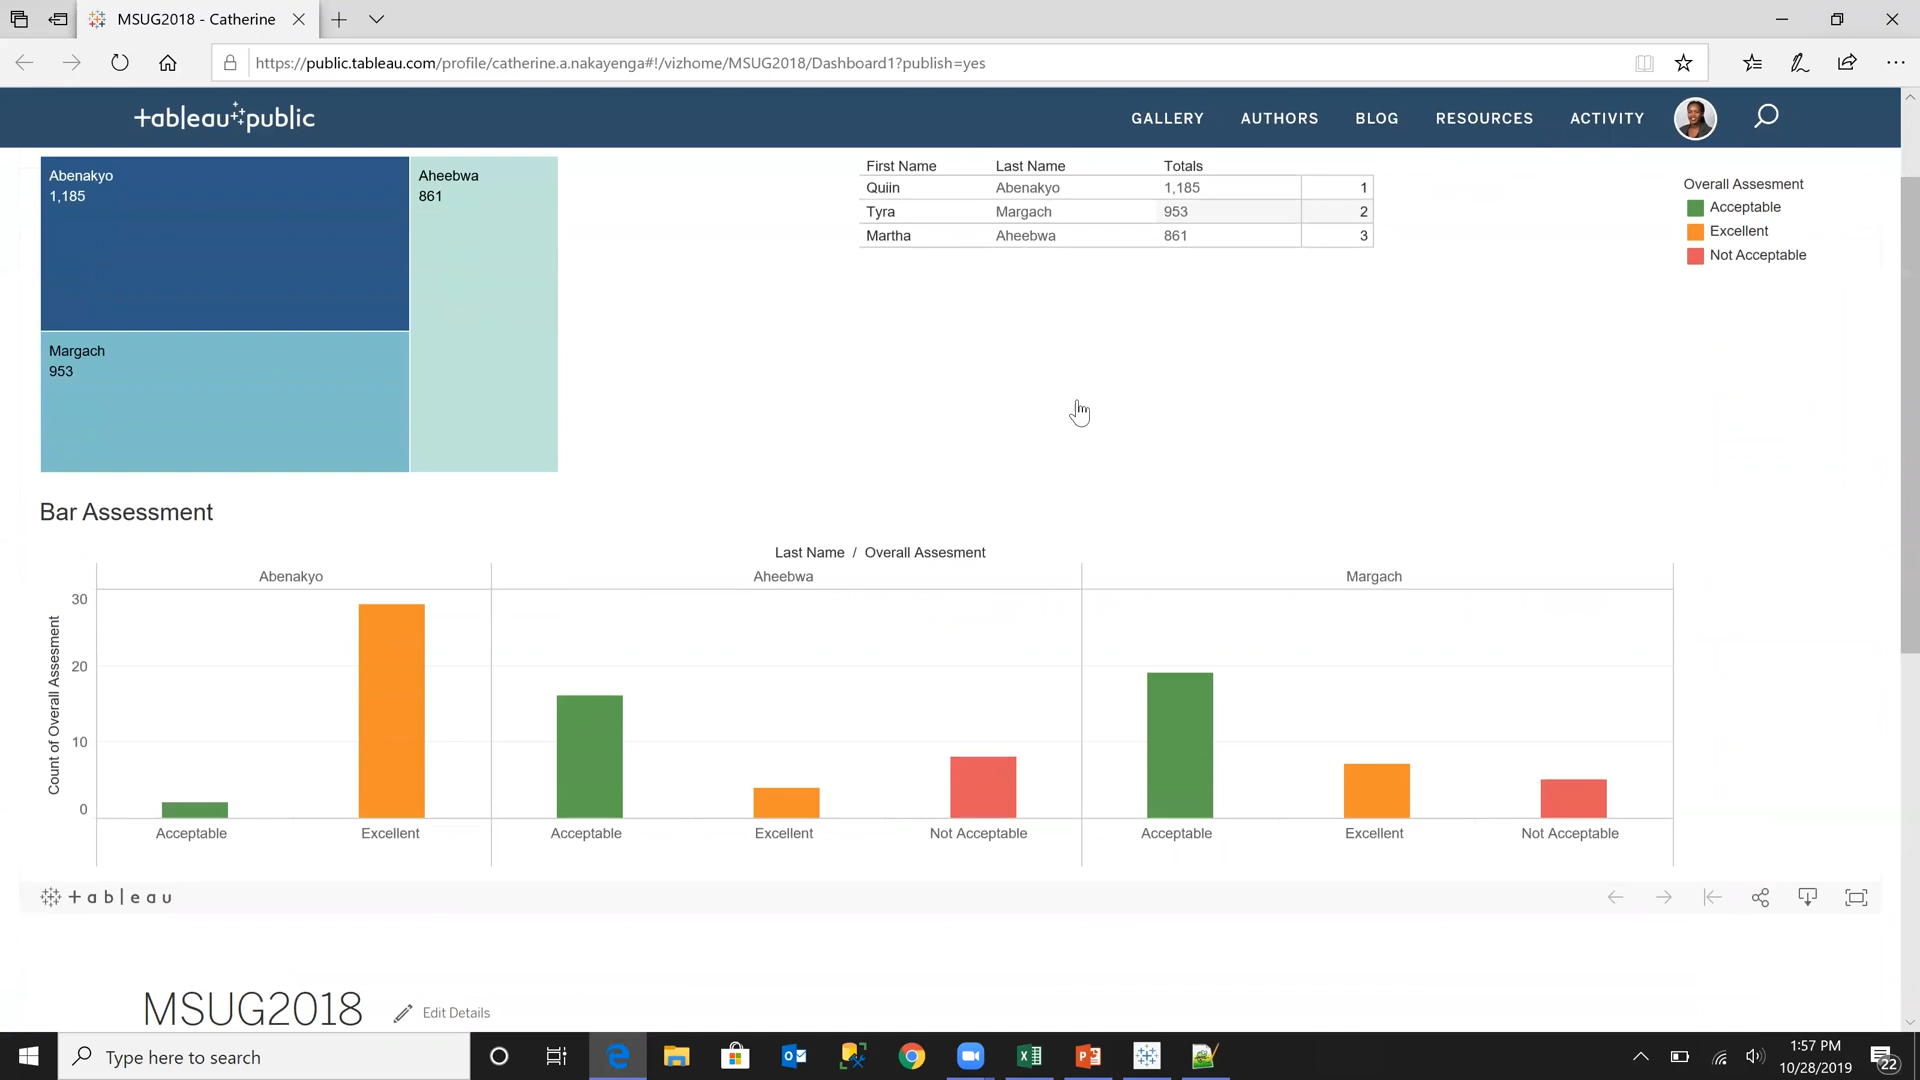 MSUG2018 - Catherine
https://public.tableau.com/profile/catherine.a.nakayenga#!/vizhome/MSUG2018/Dashboard1?publish=yes
+ableau public
GALLERY AUTHORS BLOG RESOURCES ACTIVITY
Abenakyo
1,185
Aheebwa
861
Margach
953
First Name Last Name Totals
Quiin Abenakyo 1,185 1
Tyra Margach 953 2
Martha Aheebwa 861 3
Overall Assesment
Acceptable
Excellent
Not Acceptable
Bar Assessment
Last Name / Overall Assesment
Abenakyo Aheebwa Margach
Count of Overall Assesment
30
20
10
0
Acceptable Excellent Acceptable Excellent Not Acceptable Acceptable Excellent Not Acceptable
+ableau
MSUG2018 Edit Details
Type here to search
1:57 PM
10/28/2019
22